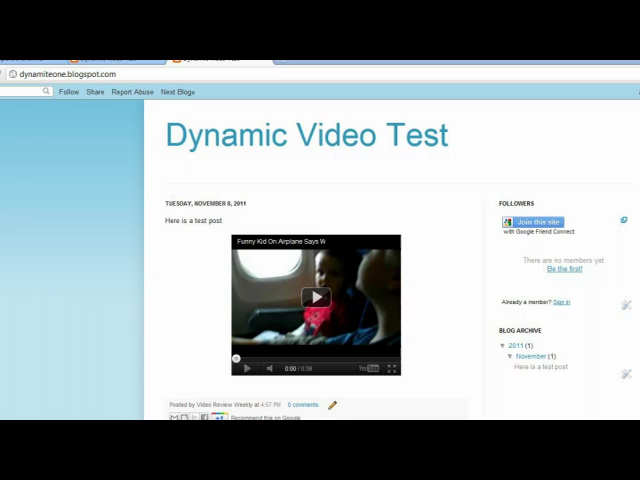 dynamiteone.blogspot.com
Follow Share Report Abuse Next Blog»
Dynamic Video Test
TUESDAY, NOVEMBER 8, 2011
Here is a test post
Funny Kid On Airplane Says W
0:00 / 0:39
You Tube
Posted by Video Review Weekly at 4:57 PM 0 comments
+1 Recommend this on Google
FOLLOWERS
Join this site
with Google Friend Connect
There are no members yet.
Be the first!
Already a member? Sign in
BLOG ARCHIVE
▼ 2011 (1)
▼ November (1)
Here is a test post